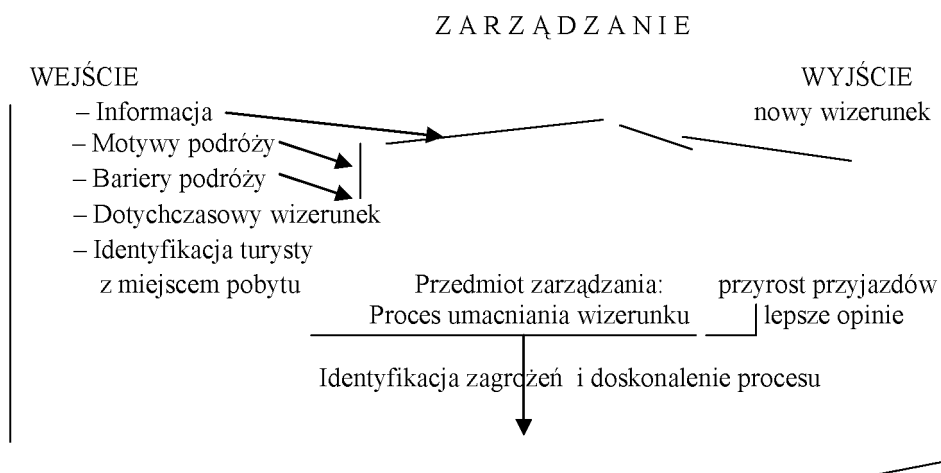 ZARZĄDZANIE
WEJŚCIE
– Informacja
– Motywy podróży
– Bariery podróży
– Dotychczasowy wizerunek
– Identyfikacja turysty
z miejscem pobytu
WYJŚCIE
nowy wizerunek
Przedmiot zarządzania:
Proces umacniania wizerunku
przyrost przyjazdów
lepsze opinie
Identyfikacja zagrożeń i doskonalenie procesu